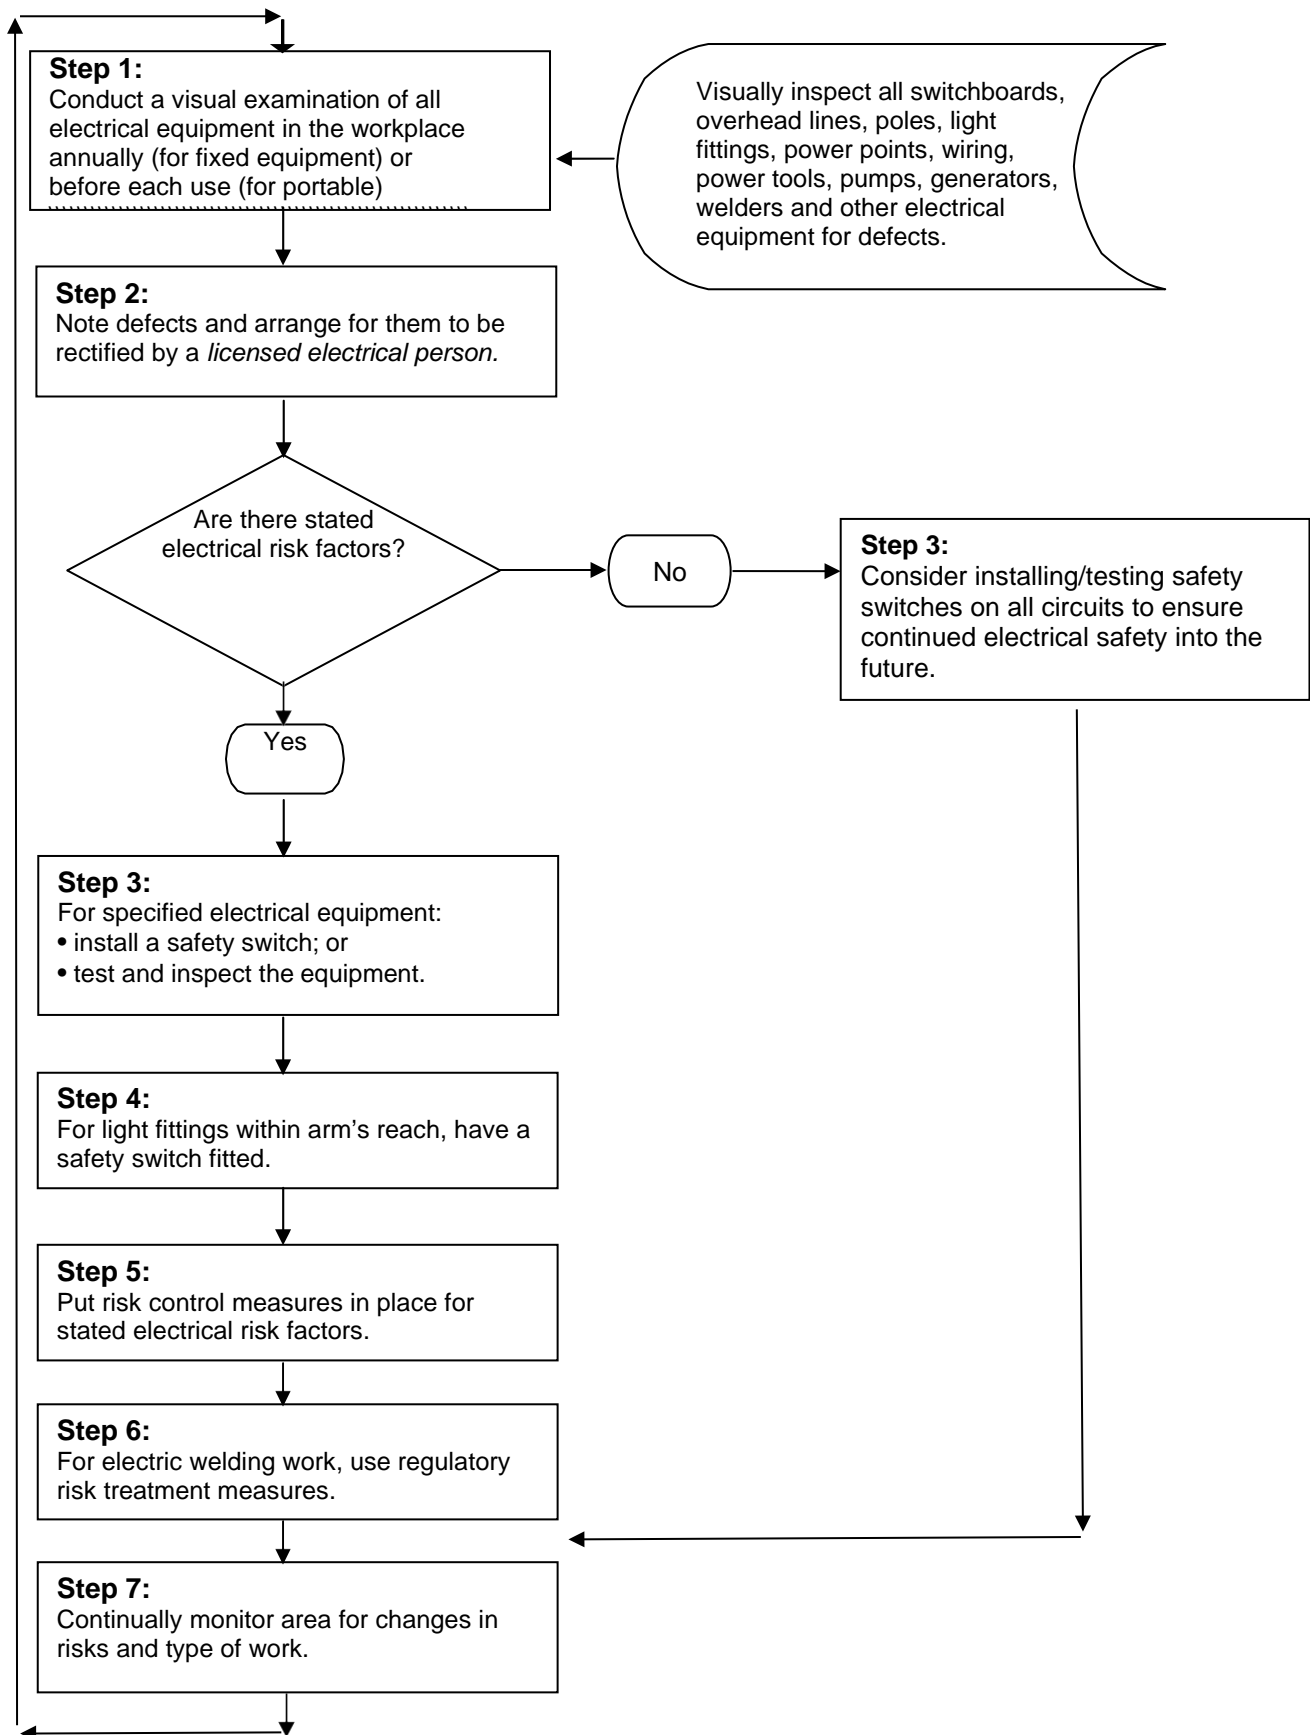 Step 1:
Conduct a visual examination of all
electrical equipment in the workplace
annually (for fixed equipment) or
before each use (for portable)
Visually inspect all switchboards,
overhead lines, poles, light
fittings, power points, wiring,
power tools, pumps, generators,
welders and other electrical
equipment for defects.
Step 2:
Note defects and arrange for them to be
rectified by a licensed electrical person.
Are there stated
electrical risk factors?
No
Step 3:
Consider installing/testing safety
switches on all circuits to ensure
continued electrical safety into the
future.
Yes
Step 3:
For specified electrical equipment:
• install a safety switch; or
• test and inspect the equipment.
Step 4:
For light fittings within arm's reach, have a
safety switch fitted.
Step 5:
Put risk control measures in place for
stated electrical risk factors.
Step 6:
For electric welding work, use regulatory
risk treatment measures.
Step 7:
Continually monitor area for changes in
risks and type of work.